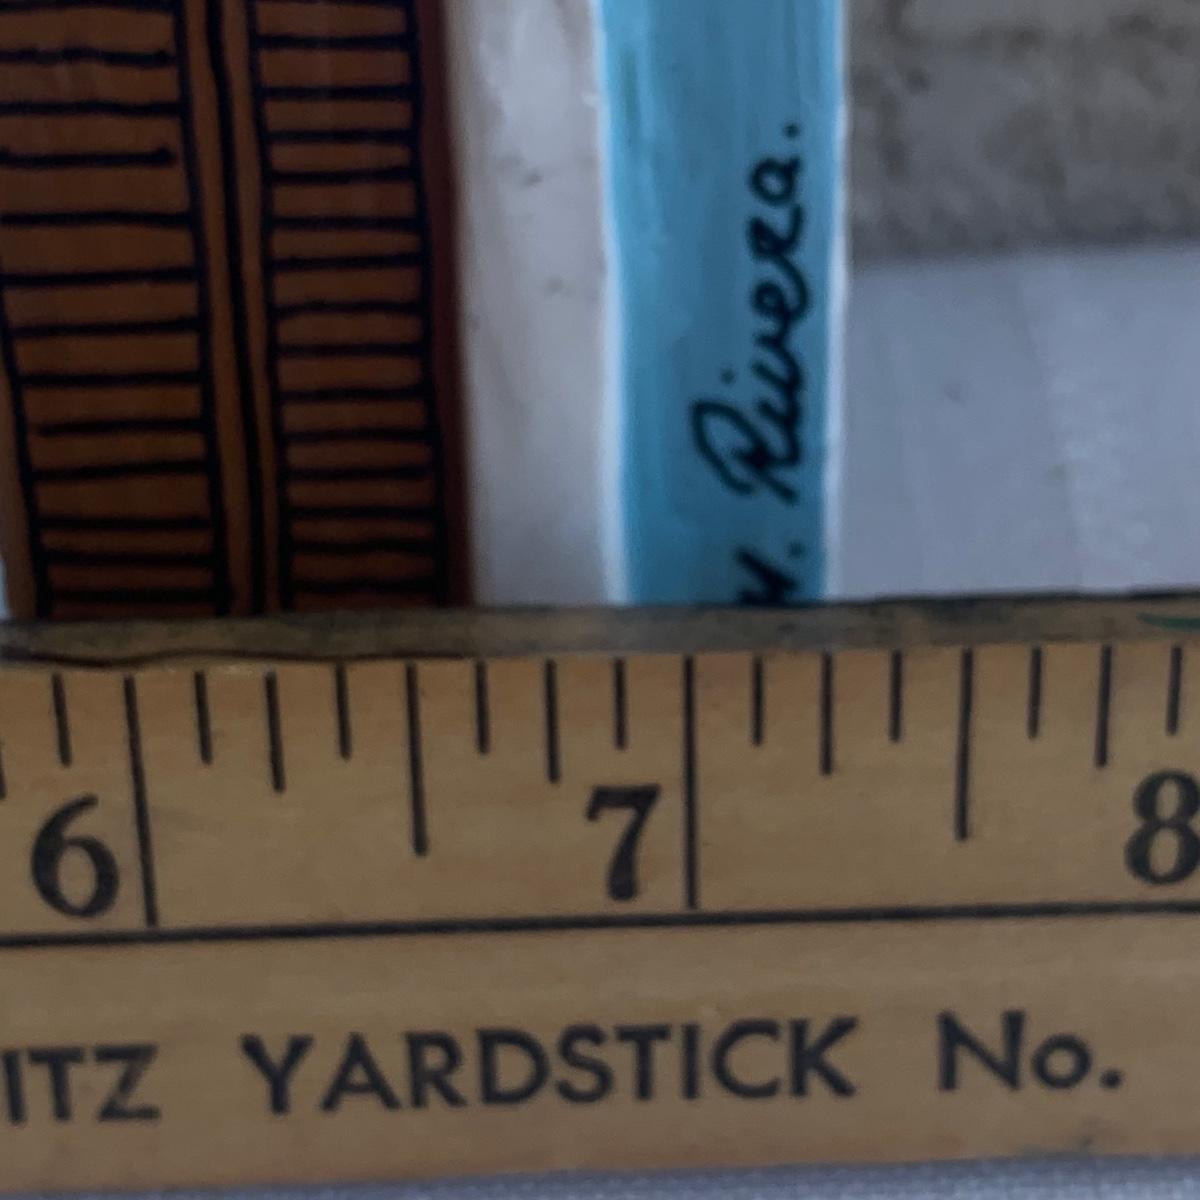 M. Rivera.
6 7 8
ITZ YARDSTICK No.